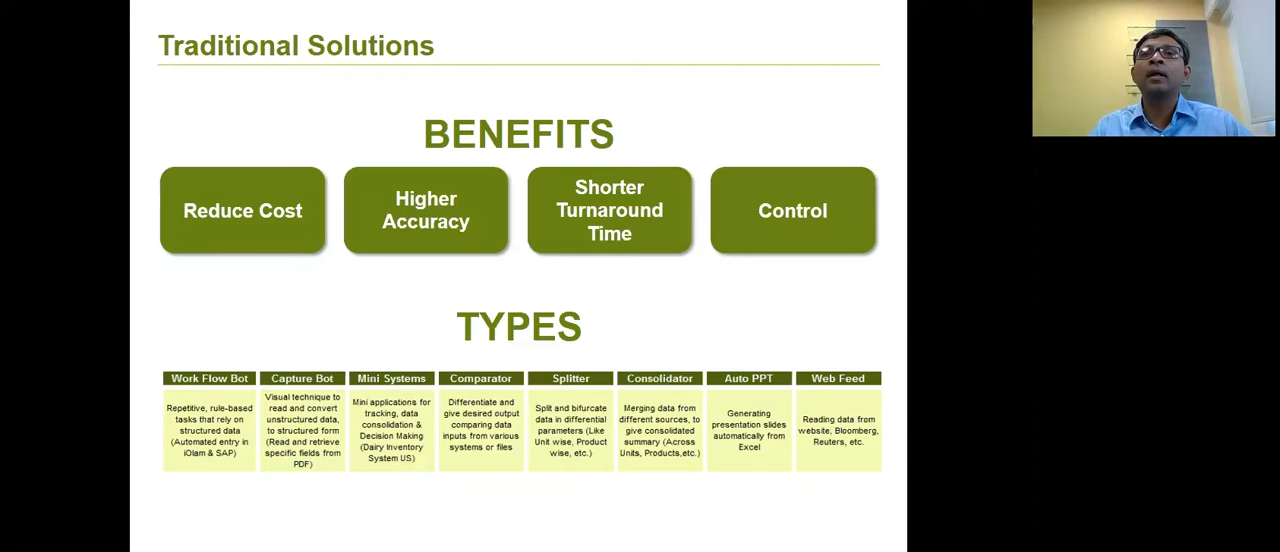 Traditional Solutions
BENEFITS
Reduce Cost
Higher
Accuracy
Shorter
Turnaround
Time
Control
TYPES
Work Flow Bot
Repetitive, rule-based
tasks that rely on
structured data
(Automated entry in
iOlam & SAP)
Capture Bot
Visual technique to
read and convert
unstructured data,
to structured form
(Read and retrieve
specific fields from
PDF)
Mini Systems
Mini applications for
tracking, data
consolidation &
Decision Making
(Dairy Inventory
System US)
Comparator
Differentiate and
give desired output
comparing data
inputs from various
systems or files
Splitter
Split and bifurcate
data in differential
parameters (Like
Unit wise, Product
wise, etc.)
Consolidator
Merging data from
different sources, to
give consolidated
summary (Across
Units, Products,etc.)
Auto PPT
Generating
presentation slides
automatically from
Excel
Web Feed
Reading data from
website, Bloomberg,
Reuters, etc.